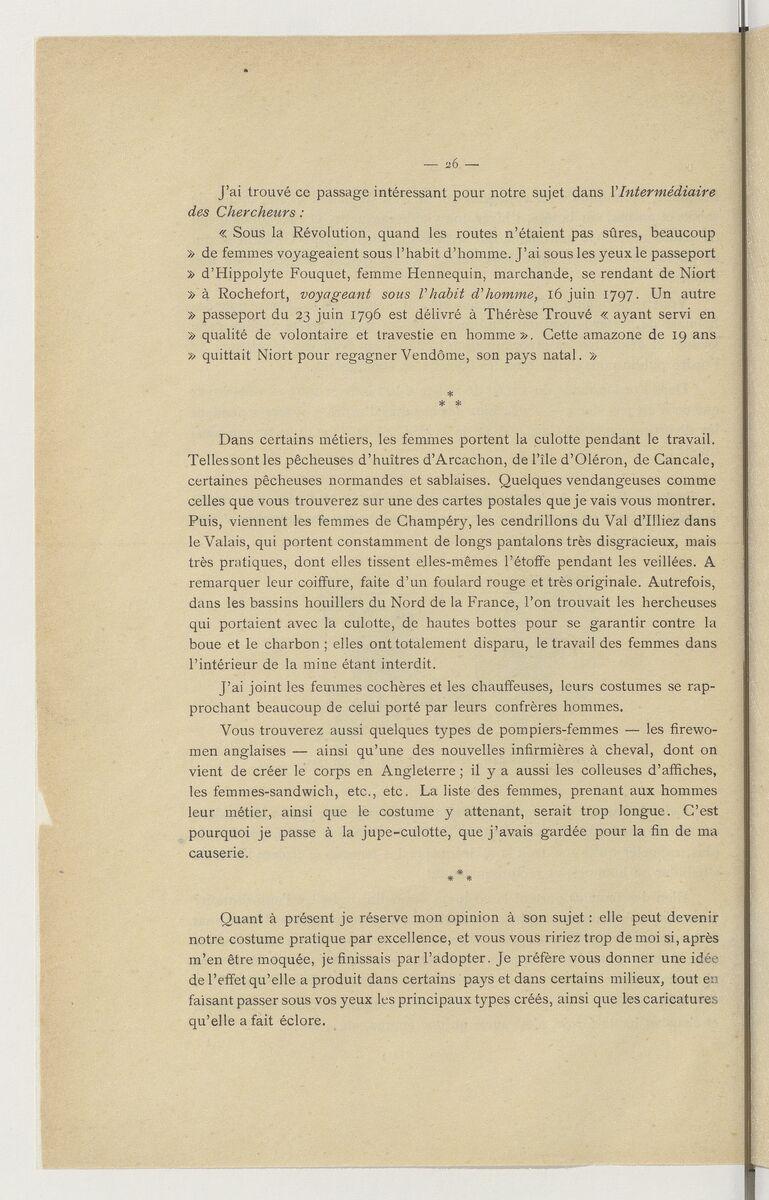 — 26 —
J'ai trouvé ce passage intéressant pour notre sujet dans l'Intermédiaire
des Chercheurs :
« Sous la Révolution, quand les routes n'étaient pas sûres, beaucoup
» de femmes voyageaient sous l'habit d'homme. J'ai sous les yeux le passeport
» d'Hippolyte Fouquet, femme Hennequin, marchande, se rendant de Niort
» à Rochefort, voyageant sous l'habit d'homme, 16 juin 1797. Un autre
» passeport du 23 juin 1796 est délivré à Thérèse Trouvé « ayant servi en
» qualité de volontaire et travestie en homme ». Cette amazone de 19 ans
» quittait Niort pour regagner Vendôme, son pays natal. »
*
* *
Dans certains métiers, les femmes portent la culotte pendant le travail.
Telles sont les pêcheuses d'huîtres d'Arcachon, de l'île d'Oléron, de Cancale,
certaines pêcheuses normandes et sablaises. Quelques vendangeuses comme
celles que vous trouverez sur une des cartes postales que je vais vous montrer.
Puis, viennent les femmes de Champéry, les cendrillons du Val d'Illiez dans
le Valais, qui portent constamment de longs pantalons très disgracieux, mais
très pratiques, dont elles tissent elles-mêmes l'étoffe pendant les veillées. A
remarquer leur coiffure, faite d'un foulard rouge et très originale. Autrefois,
dans les bassins houillers du Nord de la France, l'on trouvait les hercheuses
qui portaient avec la culotte, de hautes bottes pour se garantir contre la
boue et le charbon ; elles ont totalement disparu, le travail des femmes dans
l'intérieur de la mine étant interdit.
J'ai joint les femmes cochères et les chauffeuses, leurs costumes se rap-
prochant beaucoup de celui porté par leurs confrères hommes.
Vous trouverez aussi quelques types de pompiers-femmes — les firewo-
men anglaises — ainsi qu'une des nouvelles infirmières à cheval, dont on
vient de créer le corps en Angleterre ; il y a aussi les colleuses d'affiches,
les femmes-sandwich, etc., etc. La liste des femmes, prenant aux hommes
leur métier, ainsi que le costume y attenant, serait trop longue. C'est
pourquoi je passe à la jupe-culotte, que j'avais gardée pour la fin de ma
causerie.
*
* *
Quant à présent je réserve mon opinion à son sujet : elle peut devenir
notre costume pratique par excellence, et vous vous ririez trop de moi si, après
m'en être moquée, je finissais par l'adopter. Je préfère vous donner une idée
de l'effet qu'elle a produit dans certains pays et dans certains milieux, tout en
faisant passer sous vos yeux les principaux types créés, ainsi que les caricatures
qu'elle a fait éclore.